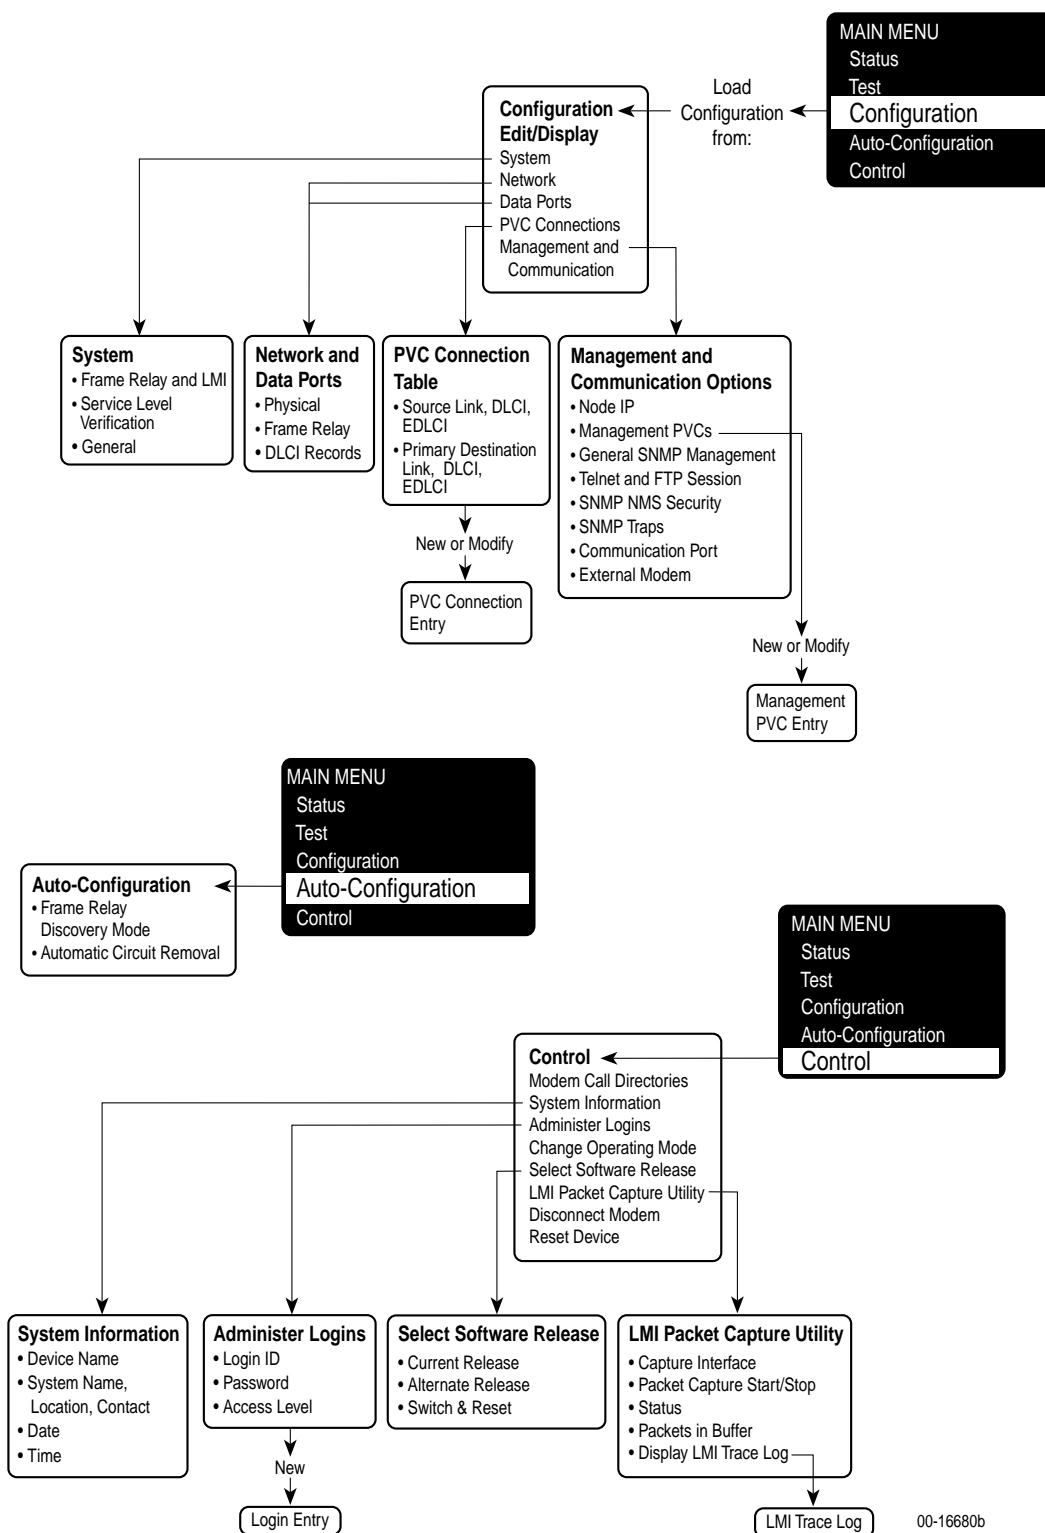 MAIN MENU
Status
Test
Configuration
Auto-Configuration
Control
Load
Configuration
from:
Configuration
Edit/Display
System
Network
Data Ports
PVC Connections
Management and
Communication
System
• Frame Relay and LMI
• Service Level
Verification
• General
Network and
Data Ports
• Physical
• Frame Relay
• DLCI Records
PVC Connection
Table
• Source Link, DLCI,
EDLCI
• Primary Destination
Link, DLCI,
EDLCI
New or Modify
PVC Connection
Entry
Management and
Communication Options
• Node IP
• Management PVCs
• General SNMP Management
• Telnet and FTP Session
• SNMP NMS Security
• SNMP Traps
• Communication Port
• External Modem
New or Modify
Management
PVC Entry
MAIN MENU
Status
Test
Configuration
Auto-Configuration
Control
Auto-Configuration
• Frame Relay
Discovery Mode
• Automatic Circuit Removal
MAIN MENU
Status
Test
Configuration
Auto-Configuration
Control
Control
Modem Call Directories
System Information
Administer Logins
Change Operating Mode
Select Software Release
LMI Packet Capture Utility
Disconnect Modem
Reset Device
System Information
• Device Name
• System Name,
Location, Contact
• Date
• Time
Administer Logins
• Login ID
• Password
• Access Level
New
Login Entry
Select Software Release
• Current Release
• Alternate Release
• Switch & Reset
LMI Packet Capture Utility
• Capture Interface
• Packet Capture Start/Stop
• Status
• Packets in Buffer
• Display LMI Trace Log
LMI Trace Log
00-16680b